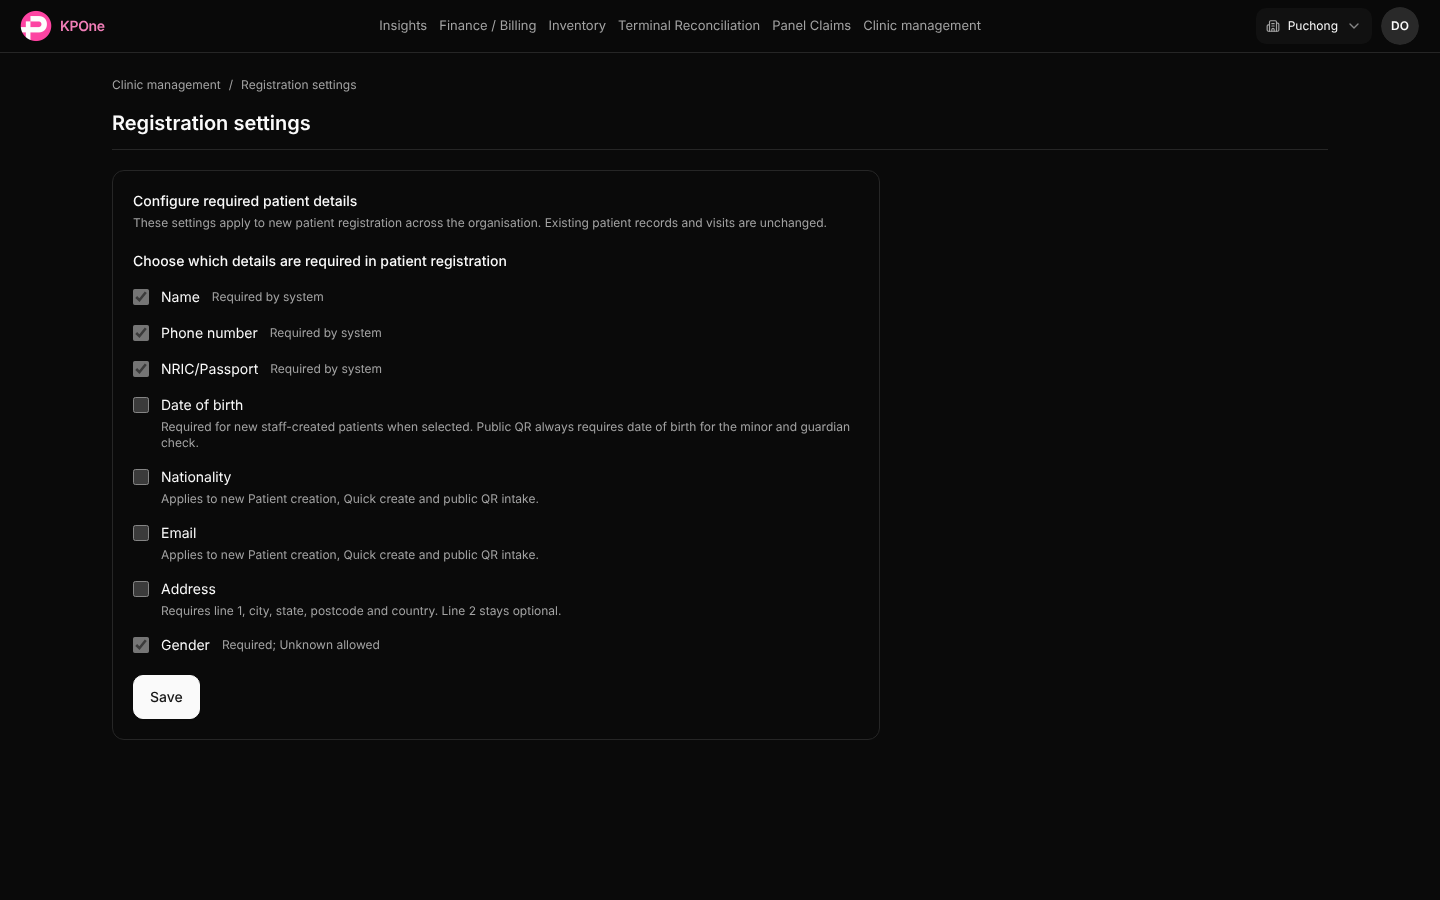 KPOne
Insights Finance / Billing Inventory Terminal Reconciliation Panel Claims Clinic management
Puchong
DO
Clinic management / Registration settings
Registration settings
Configure required patient details
These settings apply to new patient registration across the organisation. Existing patient records and visits are unchanged.
Choose which details are required in patient registration
Name Required by system
Phone number Required by system
NRIC/Passport Required by system
Date of birth
Required for new staff-created patients when selected. Public QR always requires date of birth for the minor and guardian
check.
Nationality
Applies to new Patient creation, Quick create and public QR intake.
Email
Applies to new Patient creation, Quick create and public QR intake.
Address
Requires line 1, city, state, postcode and country. Line 2 stays optional.
Gender Required; Unknown allowed
Save